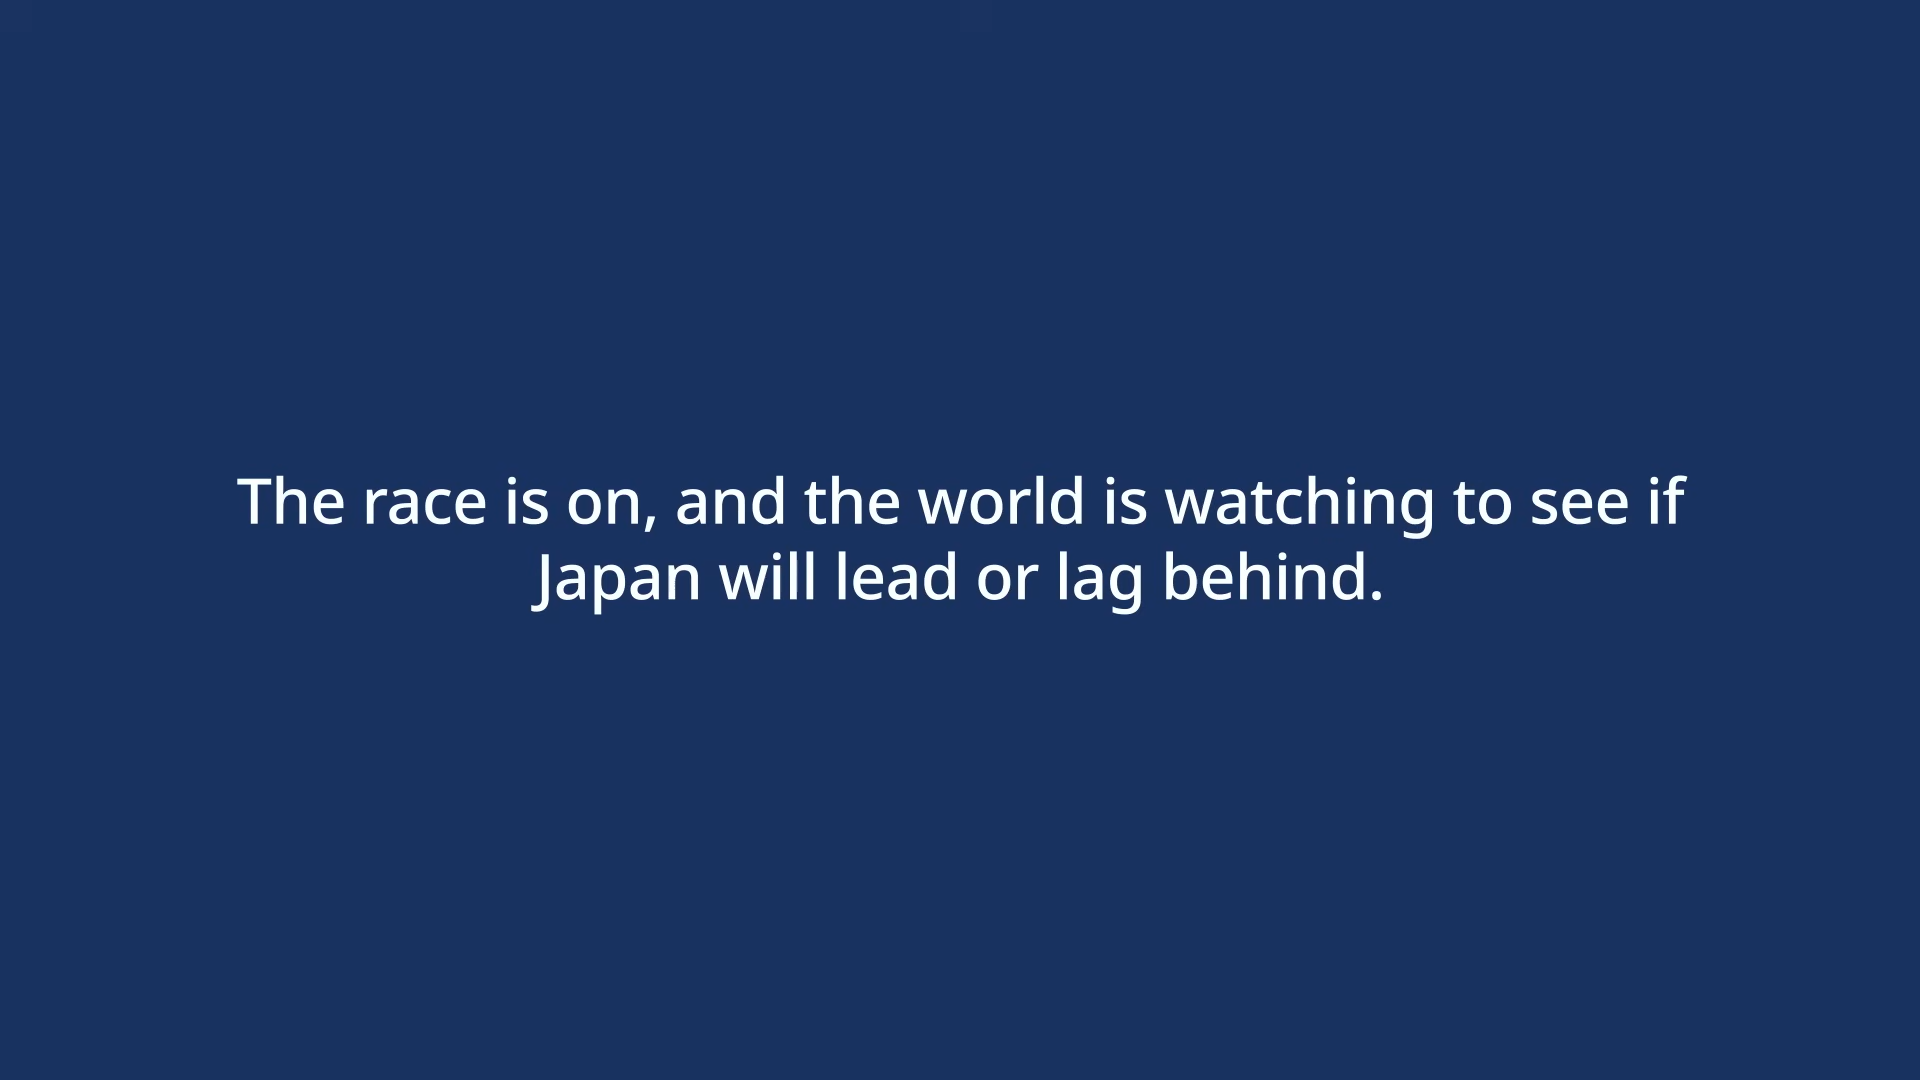 The race is on, and the world is watching to see if
Japan will lead or lag behind.